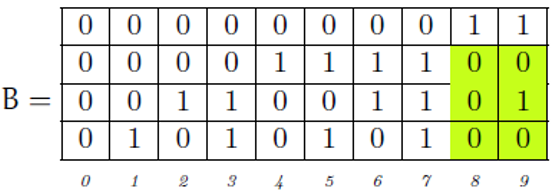 0 0 0 0 0 0 0 0 1 1
0 0 0 0 1 1 1 1 0 0
B = 0 0 1 1 0 0 1 1 0 1
0 1 0 1 0 1 0 1 0 0
0 1 2 3 4 5 6 7 8 9